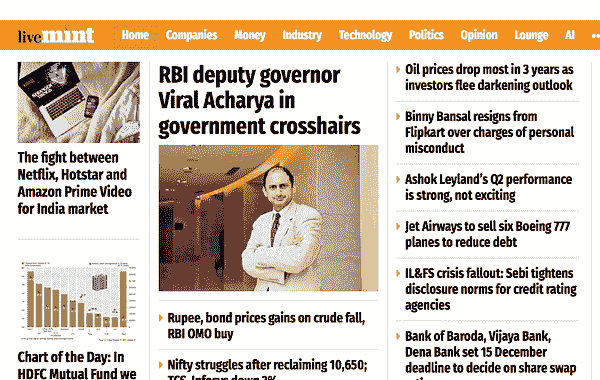 livemint
Home Companies Money Industry Technology Politics Opinion Lounge AI
The fight between
Netflix, Hotstar and
Amazon Prime Video
for India market
Chart of the Day: In
HDFC Mutual Fund we
RBI deputy governor
Viral Acharya in
government crosshairs
Rupee, bond prices gains on crude fall,
RBI OMO buy
Nifty struggles after reclaiming 10,650;
TCS, Infosys down 3%
Oil prices drop most in 3 years as
investors flee darkening outlook
Binny Bansal resigns from
Flipkart over charges of personal
misconduct
Ashok Leyland's Q2 performance
is strong, not exciting
Jet Airways to sell six Boeing 777
planes to reduce debt
IL&FS crisis fallout: Sebi tightens
disclosure norms for credit rating
agencies
Bank of Baroda, Vijaya Bank,
Dena Bank set 15 December
deadline to decide on share swap